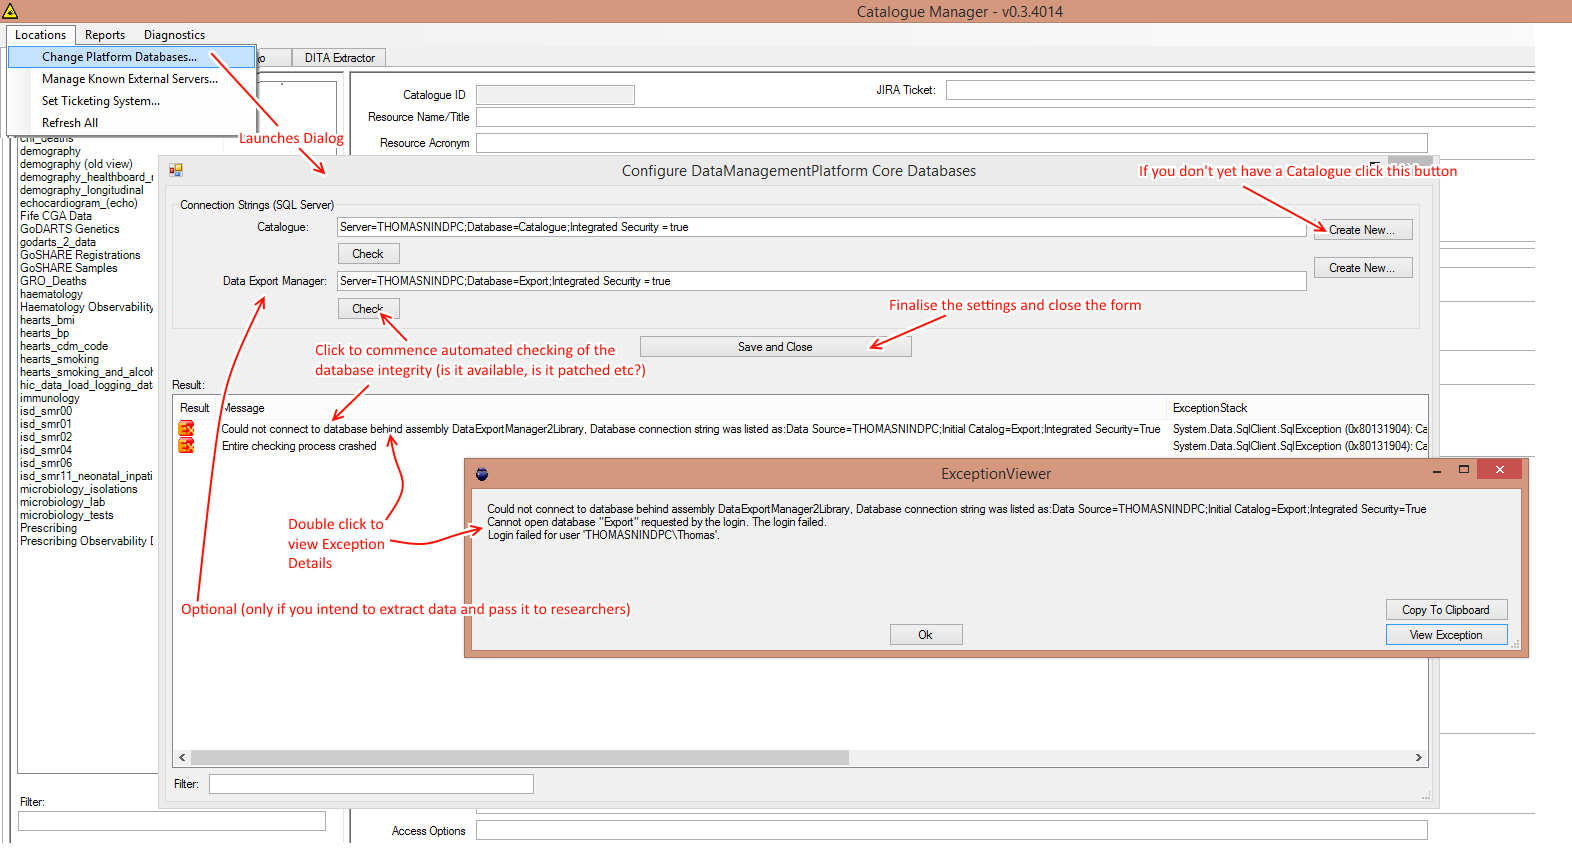 Catalogue Manager - v0.3.4014
Locations Reports Diagnostics
Change Platform Databases...
Manage Known External Servers...
Set Ticketing System...
Refresh All
DITA Extractor
Catalogue ID
JIRA Ticket:
Resource Name/Title
Resource Acronym
Launches Dialog
chi_deaths
demography
demography (old view)
demography_healthboard_
demography_longitudinal
echocardiogram_(echo)
Fife CGA Data
GoDARTS Genetics
godarts_2_data
GoSHARE Registrations
GoSHARE Samples
GRO_Deaths
haematology
Haematology Observability
hearts_bmi
hearts_bp
hearts_cdm_code
hearts_smoking
hearts_smoking_and_alcoh
hic_data_load_logging_dat
immunology
isd_smr00
isd_smr01
isd_smr02
isd_smr04
isd_smr06
isd_smr11_neonatal_inpati
microbiology_isolations
microbiology_lab
microbiology_tests
Prescribing
Prescribing Observability D
Filter:
Configure DataManagementPlatform Core Databases
If you don't yet have a Catalogue click this button
Connection Strings (SQL Server)
Catalogue: Server=THOMASNINDPC;Database=Catalogue;Integrated Security = true
Create New...
Check
Data Export Manager: Server=THOMASNINDPC;Database=Export;Integrated Security = true
Create New...
Check
Finalise the settings and close the form
Click to commence automated checking of the
database integrity (is it available, is it patched etc?)
Save and Close
Result:
Result Message ExceptionStack
Could not connect to database behind assembly DataExportManager2Library, Database connection string was listed as:Data Source=THOMASNINDPC;Initial Catalog=Export;Integrated Security=True System.Data.SqlClient.SqlException (0x80131904): Ca
Entire checking process crashed System.Data.SqlClient.SqlException (0x80131904): Ca
ExceptionViewer
Could not connect to database behind assembly DataExportManager2Library, Database connection string was listed as:Data Source=THOMASNINDPC;Initial Catalog=Export;Integrated Security=True
Cannot open database "Export" requested by the login. The login failed.
Login failed for user 'THOMASNINDPC\Thomas'.
Double click to
view Exception
Details
Optional (only if you intend to extract data and pass it to researchers)
Copy To Clipboard
Ok
View Exception
Filter:
Access Options